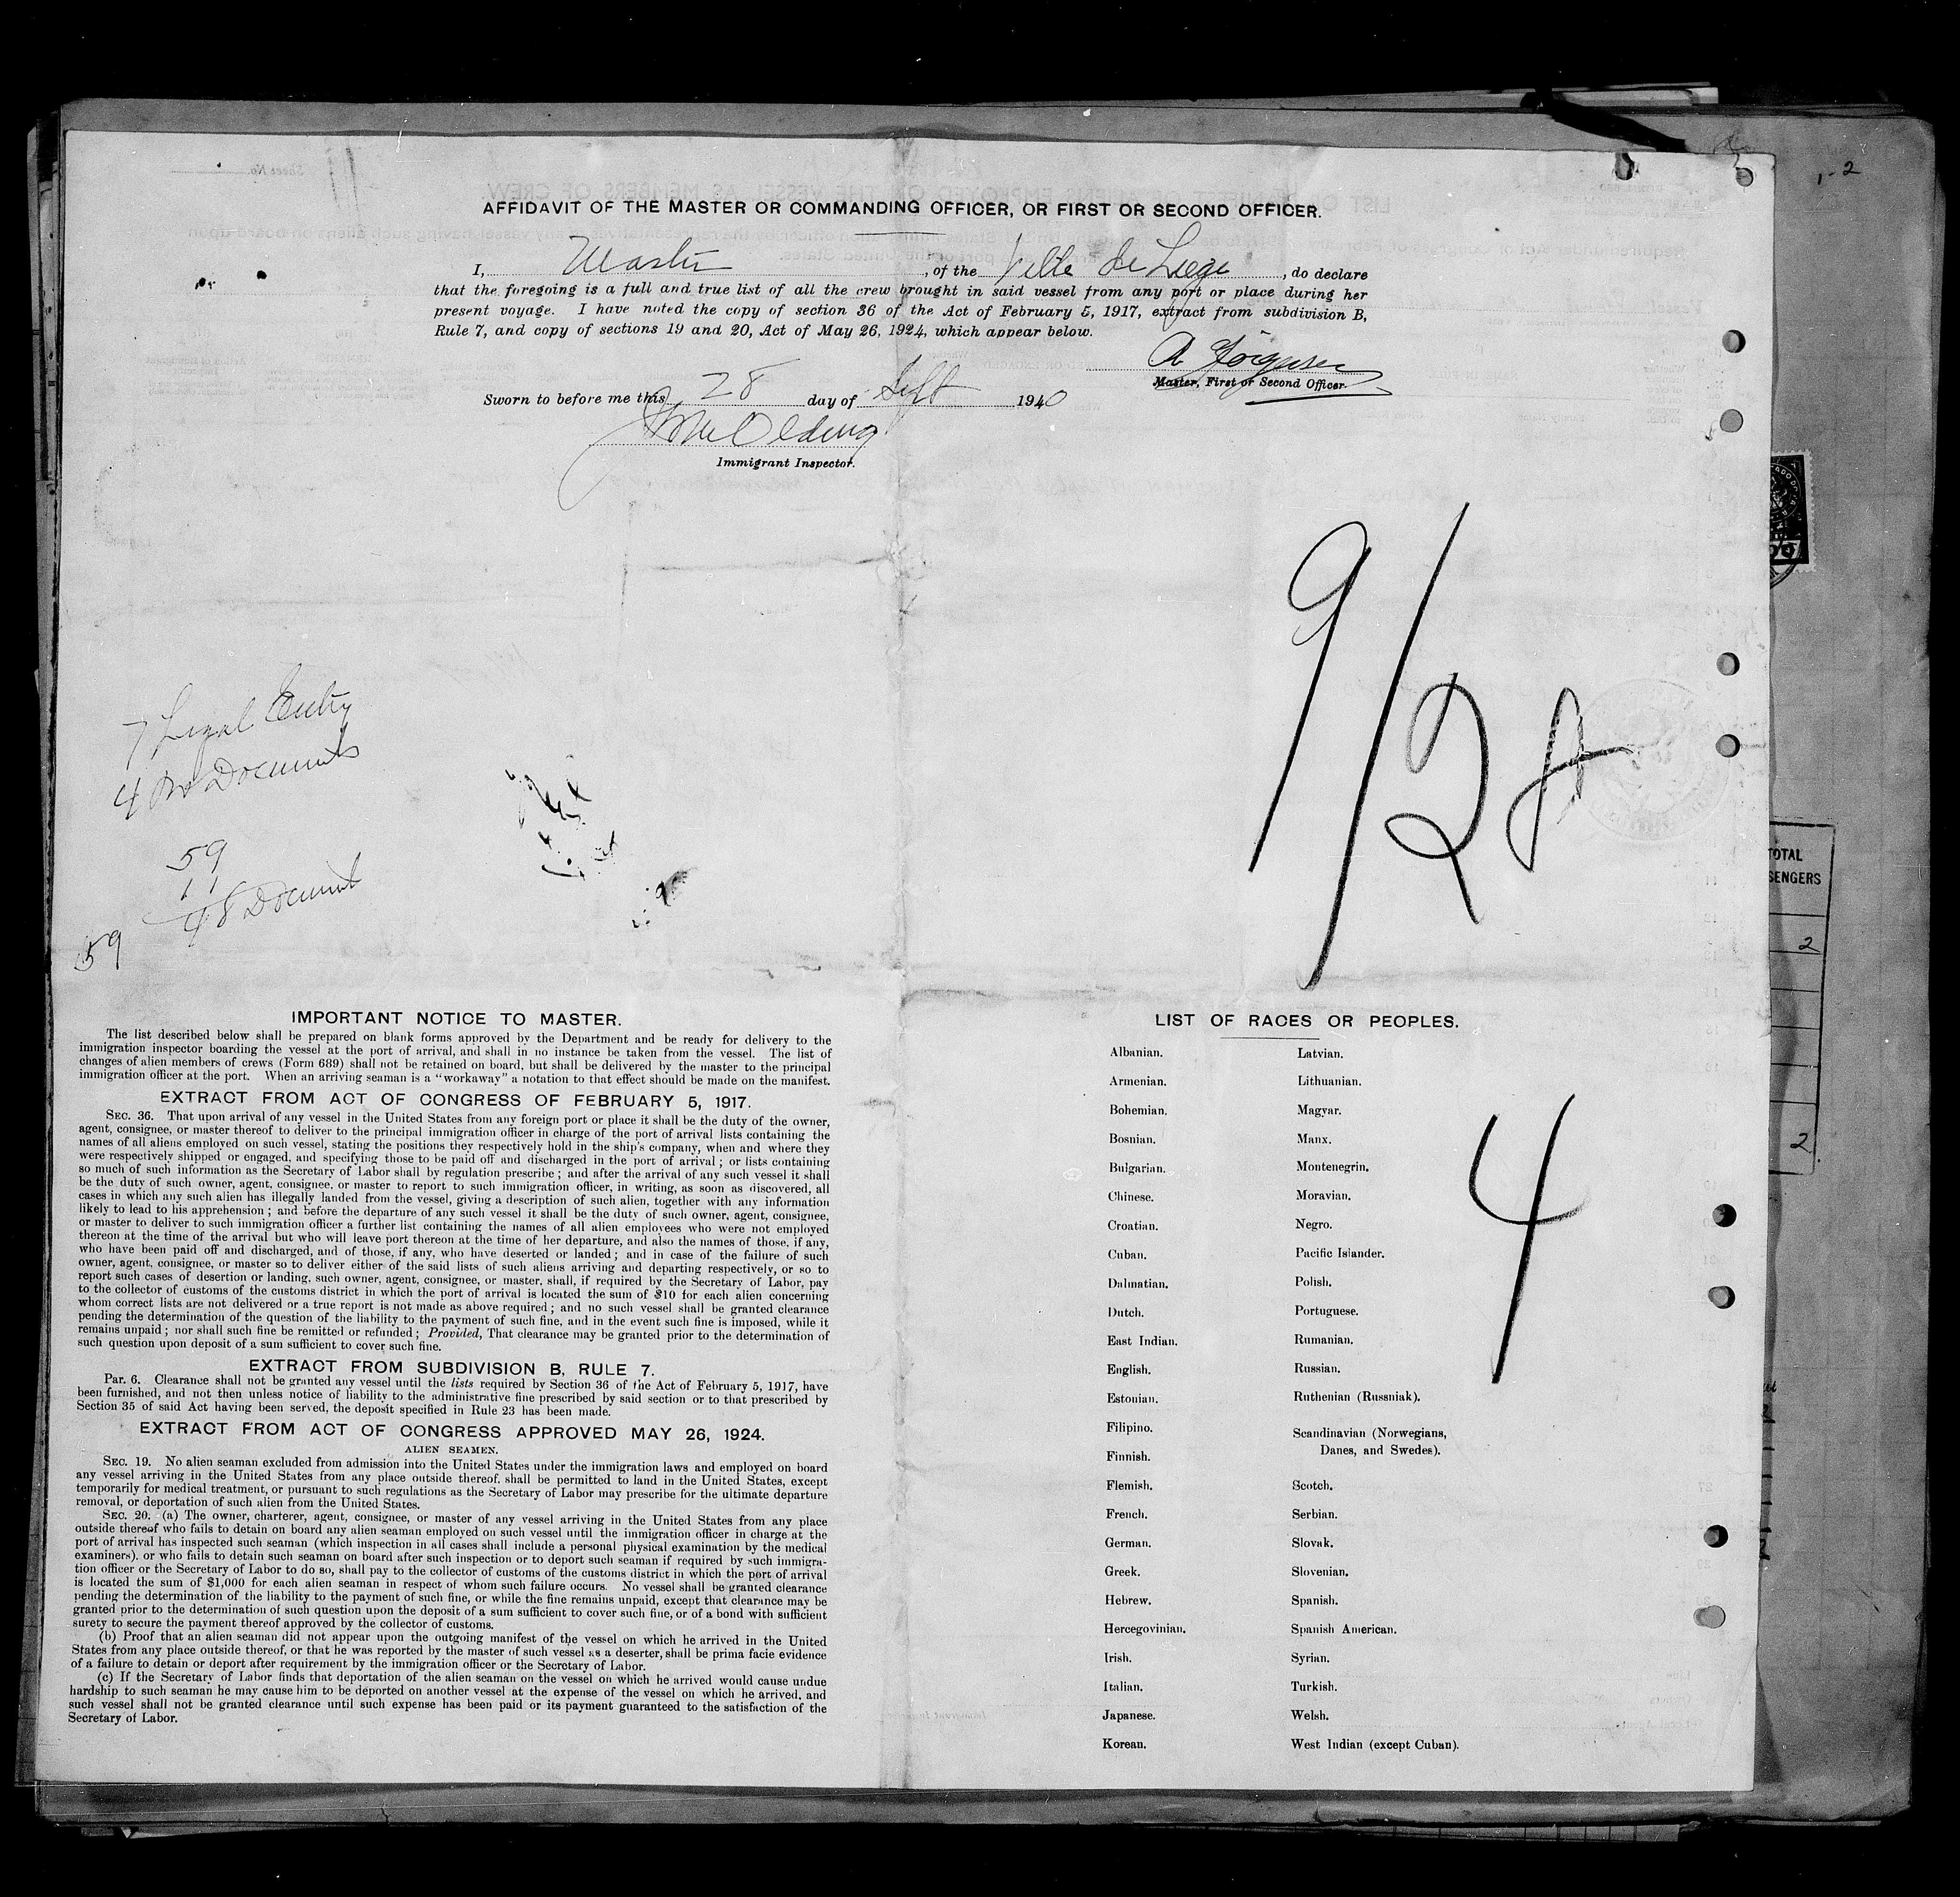 1-2
AFFIDAVIT OF THE MASTER OR COMMANDING OFFICER, OR FIRST OR SECOND OFFICER.
I, Master, of the Ville de Liege, do declare
that the foregoing is a full and true list of all the crew brought in said vessel from any port or place during her
present voyage. I have noted the copy of section 36 of the Act of February 5, 1917, extract from subdivision B,
Rule 7, and copy of sections 19 and 20, Act of May 26, 1924, which appear below.
A Jorgensen
Master, First or Second Officer.
Sworn to before me this 28 day of Sept 1940
Immigrant Inspector.
9/28
7 Legal Entry
4 No Documents
59
11
48 Document
59
TOTAL
SENGERS
2
2
IMPORTANT NOTICE TO MASTER.
The list described below shall be prepared on blank forms approved by the Department and be ready for delivery to the
immigration inspector boarding the vessel at the port of arrival, and shall in no instance be taken from the vessel. The list of
changes of alien members of crews (Form 689) shall not be retained on board, but shall be delivered by the master to the principal
immigration officer at the port. When an arriving seaman is a "workaway" a notation to that effect should be made on the manifest.
EXTRACT FROM ACT OF CONGRESS OF FEBRUARY 5, 1917.
SEC. 36. That upon arrival of any vessel in the United States from any foreign port or place it shall be the duty of the owner,
agent, consignee, or master thereof to deliver to the principal immigration officer in charge of the port of arrival lists containing the
names of all aliens employed on such vessel, stating the positions they respectively hold in the ship's company, when and where they
were respectively shipped or engaged, and specifying those to be paid off and discharged in the port of arrival; or lists containing
so much of such information as the Secretary of Labor shall by regulation prescribe; and after the arrival of any such vessel it shall
be the duty of such owner, agent, consignee, or master to report to such immigration officer, in writing, as soon as discovered, all
cases in which any such alien has illegally landed from the vessel, giving a description of such alien, together with any information
likely to lead to his apprehension; and before the departure of any such vessel it shall be the duty of such owner, agent, consignee,
or master to deliver to such immigration officer a further list containing the names of all alien employees who were not employed
thereon at the time of the arrival but who will leave port thereon at the time of her departure, and also the names of those, if any,
who have been paid off and discharged, and of those, if any, who have deserted or landed; and in case of the failure of such
owner, agent, consignee, or master so to deliver either of the said lists of such aliens arriving and departing respectively, or so to
report such cases of desertion or landing, such owner, agent, consignee, or master, shall, if required by the Secretary of Labor, pay
to the collector of customs of the customs district in which the port of arrival is located the sum of $10 for each alien concerning
whom correct lists are not delivered or a true report is not made as above required; and no such vessel shall be granted clearance
pending the determination of the question of the liability to the payment of such fine, and in the event such fine is imposed, while it
remains unpaid; nor shall such fine be remitted or refunded; Provided, That clearance may be granted prior to the determination of
such question upon deposit of a sum sufficient to cover such fine.
EXTRACT FROM SUBDIVISION B, RULE 7.
Par. 6. Clearance shall not be granted any vessel until the lists required by Section 36 of the Act of February 5, 1917, have
been furnished, and not then unless notice of liability to the administrative fine prescribed by said section or to that prescribed by
Section 35 of said Act having been served, the deposit specified in Rule 23 has been made.
EXTRACT FROM ACT OF CONGRESS APPROVED MAY 26, 1924.
ALIEN SEAMEN.
SEC. 19. No alien seaman excluded from admission into the United States under the immigration laws and employed on board
any vessel arriving in the United States from any place outside thereof, shall be permitted to land in the United States, except
temporarily for medical treatment, or pursuant to such regulations as the Secretary of Labor may prescribe for the ultimate departure
removal, or deportation of such alien from the United States.
SEC. 20. (a) The owner, charterer, agent, consignee, or master of any vessel arriving in the United States from any place
outside thereof who fails to detain on board any alien seaman employed on such vessel until the immigration officer in charge at the
port of arrival has inspected such seaman (which inspection in all cases shall include a personal physical examination by the medical
examiners), or who fails to detain such seaman on board after such inspection or to deport such seaman if required by such immigra-
tion officer or the Secretary of Labor to do so, shall pay to the collector of customs of the customs district in which the port of arrival
is located the sum of $1,000 for each alien seaman in respect of whom such failure occurs. No vessel shall be granted clearance
pending the determination of the liability to the payment of such fine, or while the fine remains unpaid, except that clearance may be
granted prior to the determination of such question upon the deposit of a sum sufficient to cover such fine, or of a bond with sufficient
surety to secure the payment thereof approved by the collector of customs.
(b) Proof that an alien seaman did not appear upon the outgoing manifest of the vessel on which he arrived in the United
States from any place outside thereof, or that he was reported by the master of such vessel as a deserter, shall be prima facie evidence
of a failure to detain or deport after requirement by the immigration officer or the Secretary of Labor.
(c) If the Secretary of Labor finds that deportation of the alien seaman on the vessel on which he arrived would cause undue
hardship to such seaman he may cause him to be deported on another vessel at the expense of the vessel on which he arrived, and
such vessel shall not be granted clearance until such expense has been paid or its payment guaranteed to the satisfaction of the
Secretary of Labor.
LIST OF RACES OR PEOPLES.
Albanian. Latvian.
Armenian. Lithuanian.
Bohemian. Magyar.
Bosnian. Manx.
Bulgarian. Montenegrin.
Chinese. Moravian.
Croatian. Negro.
Cuban. Pacific Islander.
Dalmatian. Polish.
Dutch. Portuguese.
East Indian. Rumanian.
English. Russian.
Estonian. Ruthenian (Russniak).
Filipino. Scandinavian (Norwegians,
Finnish. Danes, and Swedes).
Flemish. Scotch.
French. Serbian.
German. Slovak.
Greek. Slovenian.
Hebrew. Spanish.
Hercegovinian. Spanish American.
Irish. Syrian.
Italian. Turkish.
Japanese. Welsh.
Korean. West Indian (except Cuban).
4